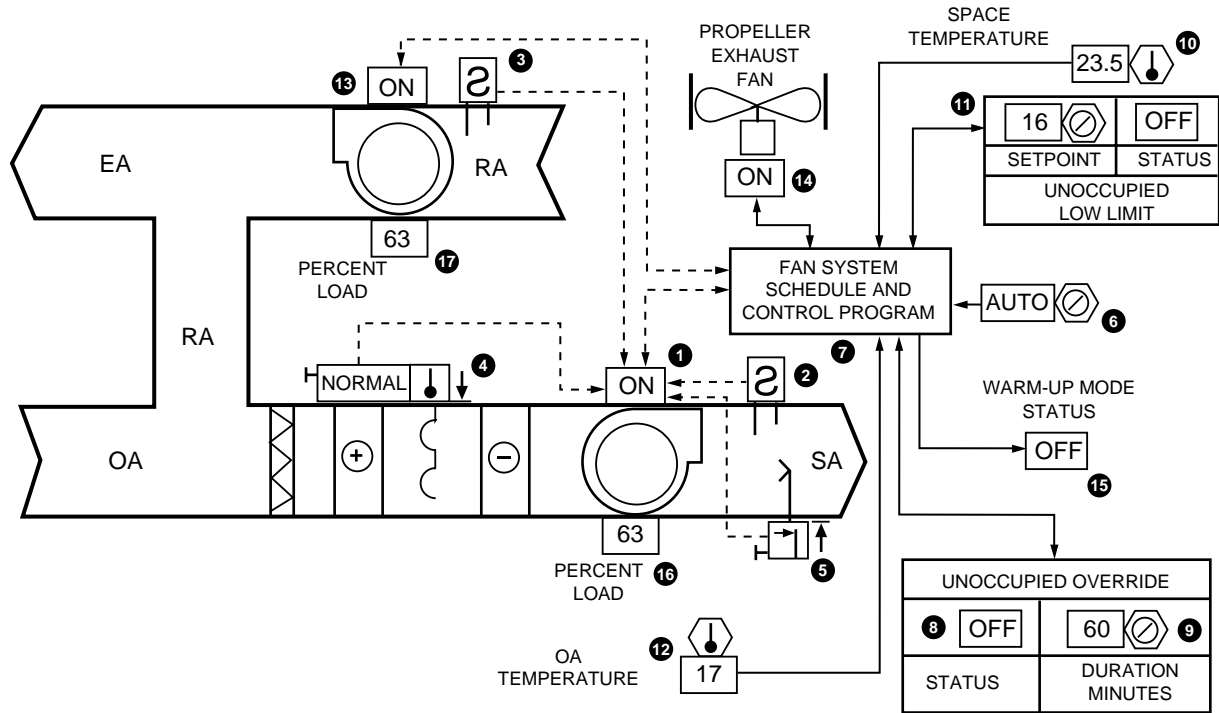 SPACE
TEMPERATURE
23.5
10
PROPELLER
EXHAUST
FAN
3
13
ON
11
16
OFF
SETPOINT
STATUS
UNOCCUPIED
LOW LIMIT
EA
RA
ON
14
63
17
PERCENT
LOAD
FAN SYSTEM
SCHEDULE AND
CONTROL PROGRAM
7
AUTO
6
RA
NORMAL
4
1
ON
2
WARM-UP MODE
STATUS
OFF
15
OA
+
−
SA
63
PERCENT
LOAD
16
5
UNOCCUPIED OVERRIDE
8
OFF
60
9
STATUS
DURATION
MINUTES
OA
TEMPERATURE
12
17